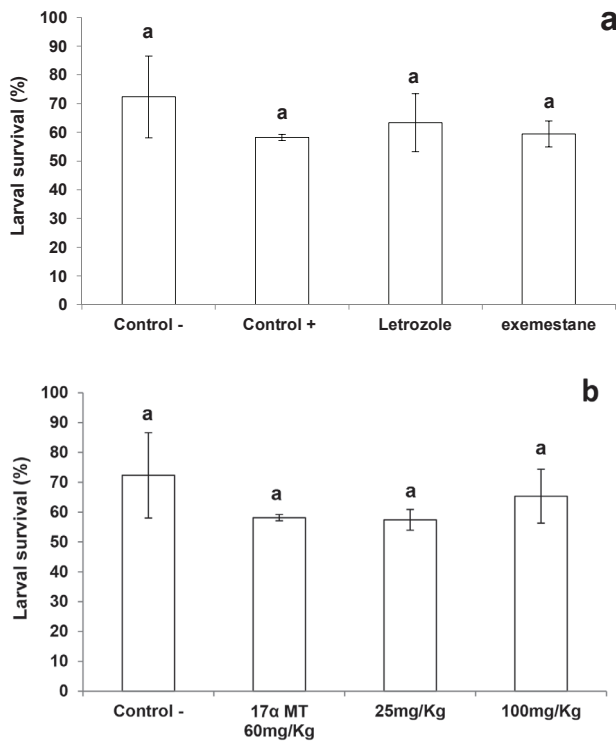 a
100
90
80
70
60
50
40
30
20
10
0
Larval survival (%)
a
a
a
a
Control -
Control +
Letrozole
exemestane
b
100
90
80
70
60
50
40
30
20
10
0
Larval survival (%)
a
a
a
a
Control -
17α MT
60mg/Kg
25mg/Kg
100mg/Kg